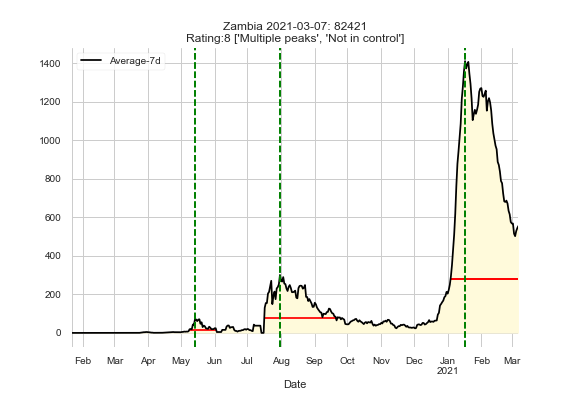 Zambia 2021-03-07: 82421
Rating:8 ['Multiple peaks', 'Not in control']
Average-7d
1400
1200
1000
800
600
400
200
0
Feb Mar Apr May Jun Jul Aug Sep Oct Nov Dec Jan Feb Mar
2021
Date